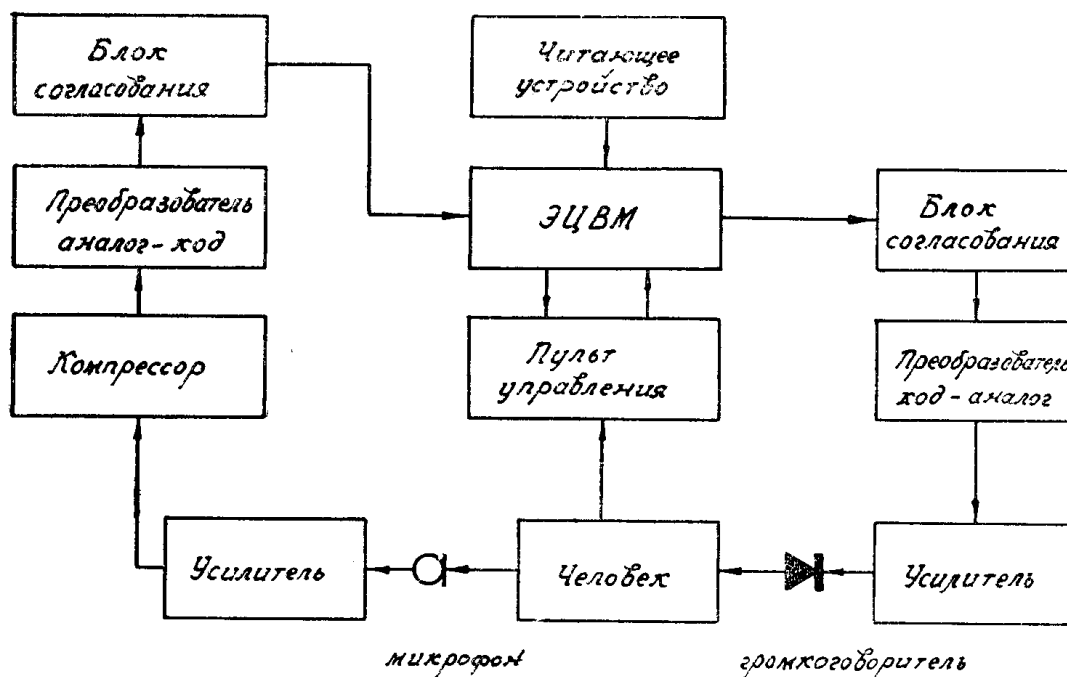 Блок
согласования
Читающее
устройство
Преобразователь
аналог-код
ЭЦВМ
Блок
согласования
Компрессор
Пульт
управления
Преобразователь
код-аналог
Усилитель
Человек
Усилитель
микрофон
громкоговоритель